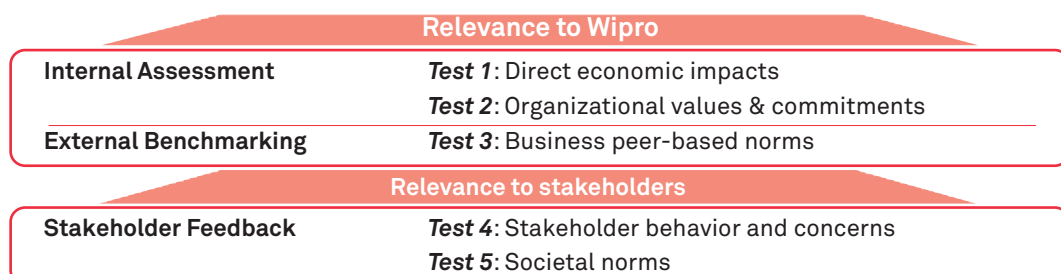 Relevance to Wipro
Internal Assessment Test 1: Direct economic impacts
Test 2: Organizational values & commitments
External Benchmarking Test 3: Business peer-based norms
Relevance to stakeholders
Stakeholder Feedback Test 4: Stakeholder behavior and concerns
Test 5: Societal norms